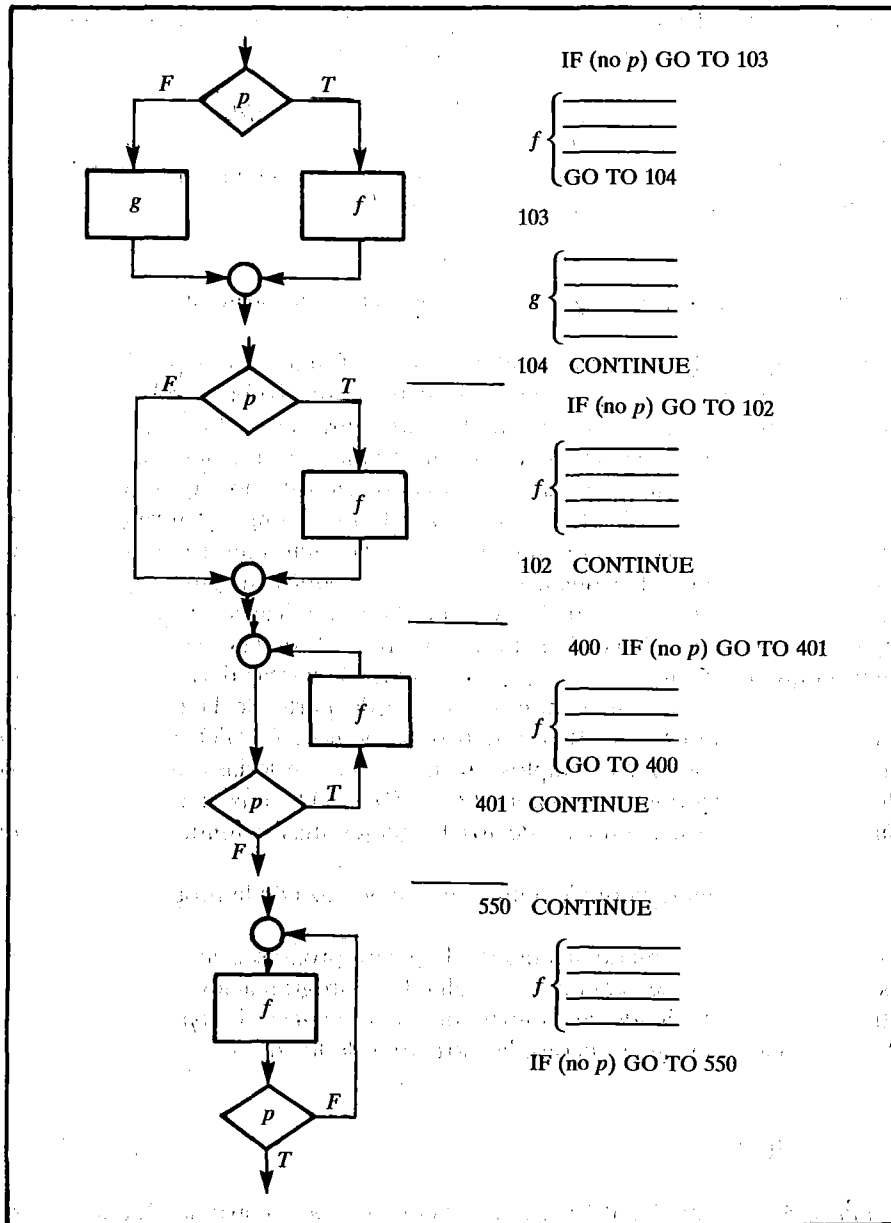 IF (no p) GO TO 103
F
p
T
f
GO TO 104
g
f
103
g
104 CONTINUE
F
p
T
IF (no p) GO TO 102
f
f
102 CONTINUE
400 IF (no p) GO TO 401
f
f
GO TO 400
p
T
401 CONTINUE
F
550 CONTINUE
f
f
IF (no p) GO TO 550
p
F
T